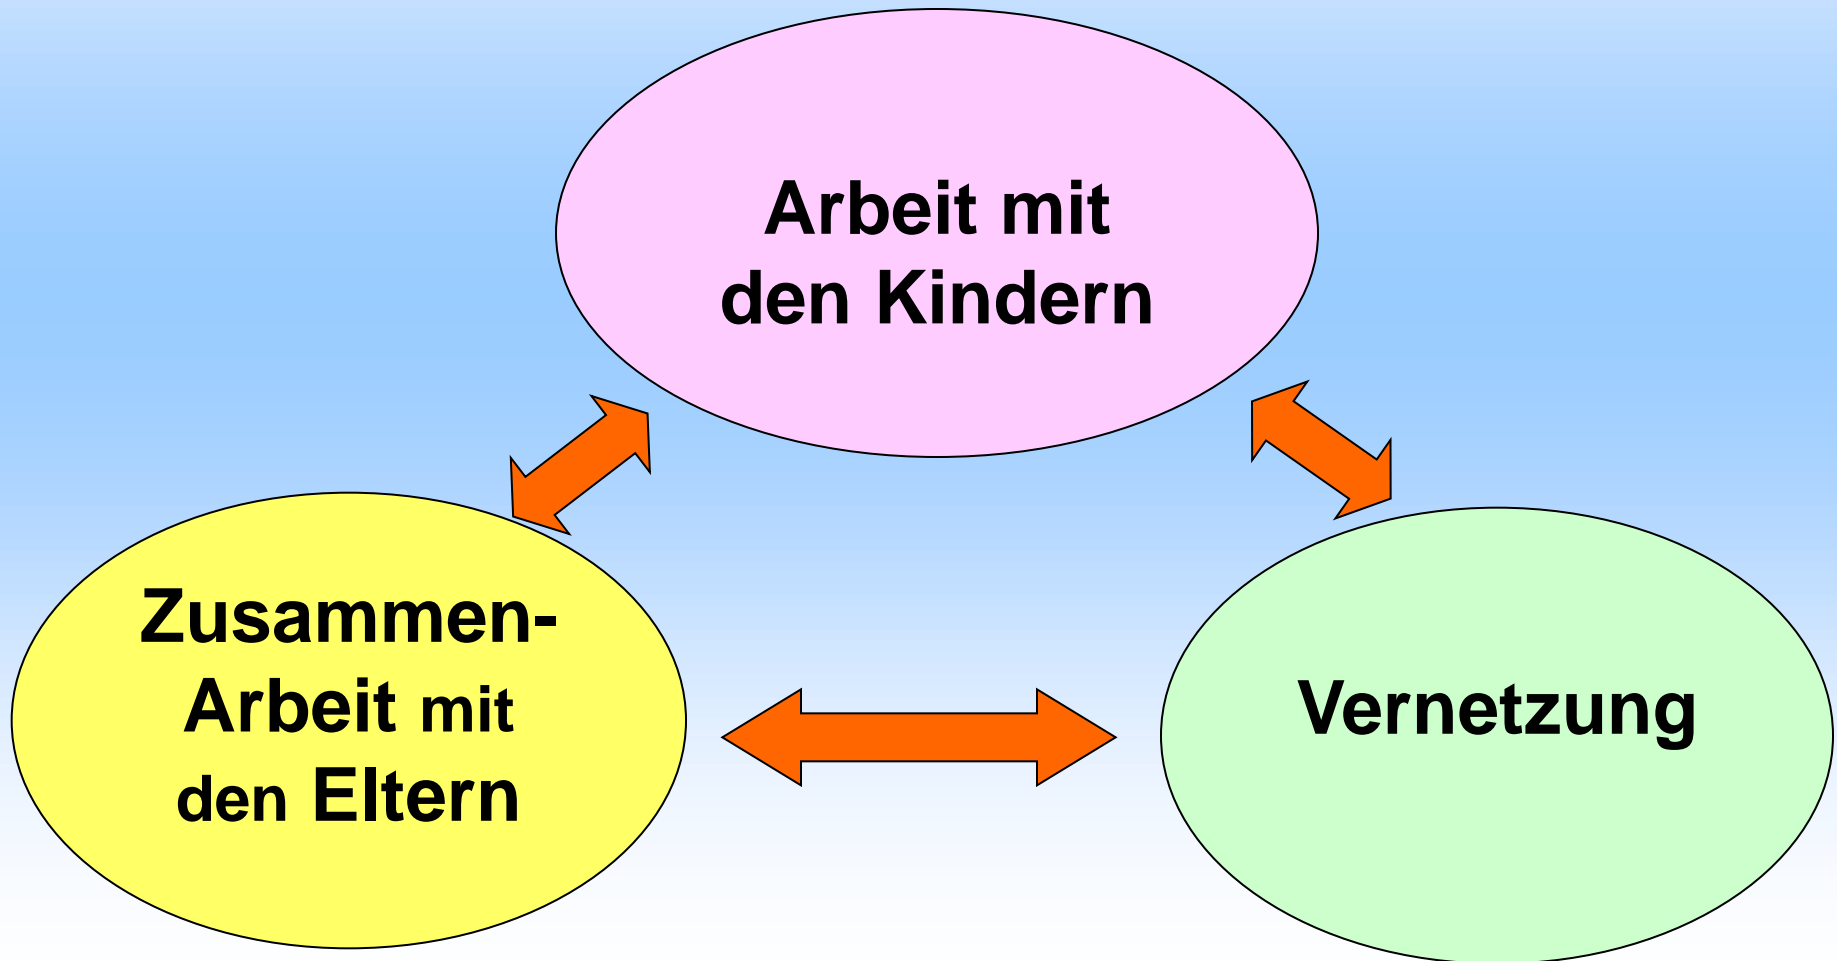 Arbeit mit
den Kindern
Zusammen-
Arbeit mit
den Eltern
Vernetzung